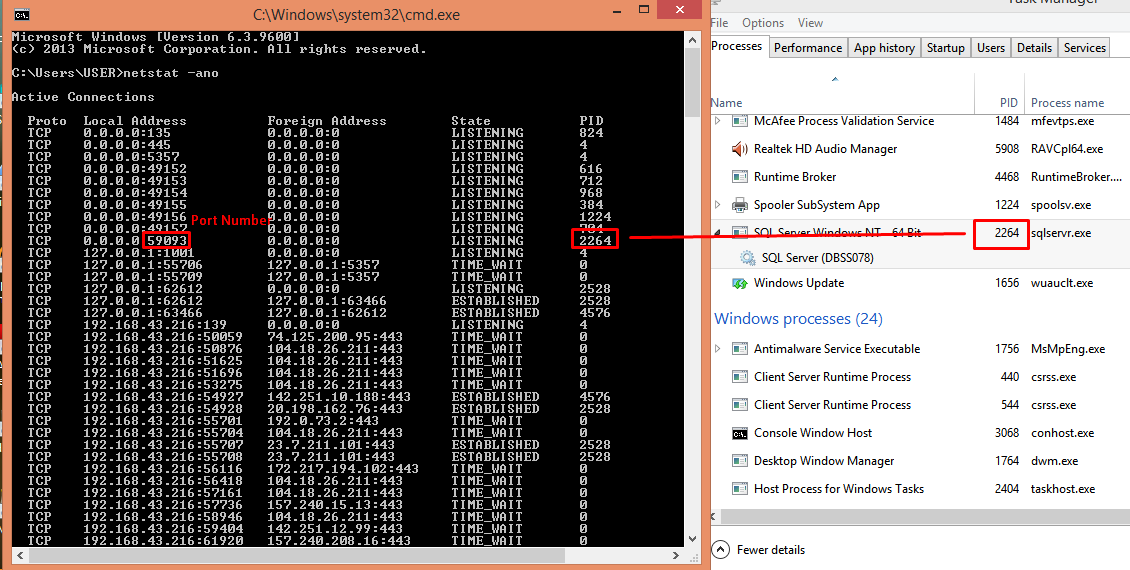 C:\Windows\system32\cmd.exe
Microsoft Windows [Version 6.3.9600]
(c) 2013 Microsoft Corporation. All rights reserved.
C:\Users\USER>netstat -ano
Active Connections
Proto Local Address Foreign Address State PID
TCP 0.0.0.0:135 0.0.0.0:0 LISTENING 824
TCP 0.0.0.0:445 0.0.0.0:0 LISTENING 4
TCP 0.0.0.0:5357 0.0.0.0:0 LISTENING 4
TCP 0.0.0.0:49152 0.0.0.0:0 LISTENING 616
TCP 0.0.0.0:49153 0.0.0.0:0 LISTENING 712
TCP 0.0.0.0:49154 0.0.0.0:0 LISTENING 968
TCP 0.0.0.0:49155 0.0.0.0:0 LISTENING 384
TCP 0.0.0.0:49156 0.0.0.0:0 LISTENING 1224
Port Number
TCP 0.0.0.0:0 LISTENING
TCP 0.0.0.0:59093 0.0.0.0:0 LISTENING 2264
TCP 127.0.0.1:1001 0.0.0.0:0 LISTENING 4
TCP 127.0.0.1:55706 127.0.0.1:5357 TIME_WAIT 0
TCP 127.0.0.1:55709 127.0.0.1:5357 TIME_WAIT 0
TCP 127.0.0.1:62612 0.0.0.0:0 LISTENING 2528
TCP 127.0.0.1:62612 127.0.0.1:63466 ESTABLISHED 2528
TCP 127.0.0.1:63466 127.0.0.1:62612 ESTABLISHED 4576
TCP 192.168.43.216:139 0.0.0.0:0 LISTENING 4
TCP 192.168.43.216:50059 74.125.200.95:443 TIME_WAIT 0
TCP 192.168.43.216:50876 104.18.26.211:443 TIME_WAIT 0
TCP 192.168.43.216:51625 104.18.26.211:443 TIME_WAIT 0
TCP 192.168.43.216:51696 104.18.26.211:443 TIME_WAIT 0
TCP 192.168.43.216:53275 104.18.26.211:443 TIME_WAIT 0
TCP 192.168.43.216:54927 142.251.10.188:443 ESTABLISHED 4576
TCP 192.168.43.216:54928 20.198.162.76:443 ESTABLISHED 2528
TCP 192.168.43.216:55701 192.0.73.2:443 TIME_WAIT 0
TCP 192.168.43.216:55704 104.18.26.211:443 TIME_WAIT 0
TCP 192.168.43.216:55707 23.7.211.101:443 ESTABLISHED 2528
TCP 192.168.43.216:55708 23.7.211.101:443 ESTABLISHED 2528
TCP 192.168.43.216:56116 172.217.194.102:443 TIME_WAIT 0
TCP 192.168.43.216:56418 104.18.26.211:443 TIME_WAIT 0
TCP 192.168.43.216:57161 104.18.26.211:443 TIME_WAIT 0
TCP 192.168.43.216:57736 157.240.15.13:443 TIME_WAIT 0
TCP 192.168.43.216:58946 104.18.26.211:443 TIME_WAIT 0
TCP 192.168.43.216:59404 142.251.12.99:443 TIME_WAIT 0
TCP 192.168.43.216:61920 157.240.208.16:443 TIME_WAIT 0
Task Manager
File Options View
Processes Performance App history Startup Users Details Services
Name PID Process name
McAfee Process Validation Service 1484 mfevtps.exe
Realtek HD Audio Manager 5908 RAVCpl64.exe
Runtime Broker 4468 RuntimeBroker....
Spooler SubSystem App 1224 spoolsv.exe
SQL Server Windows NT - 64 Bit 2264 sqlservr.exe
SQL Server (DBSS078)
Windows Update 1656 wuauclt.exe
Windows processes (24)
Antimalware Service Executable 1756 MsMpEng.exe
Client Server Runtime Process 440 csrss.exe
Client Server Runtime Process 544 csrss.exe
Console Window Host 3068 conhost.exe
Desktop Window Manager 1764 dwm.exe
Host Process for Windows Tasks 2404 taskhost.exe
Fewer details